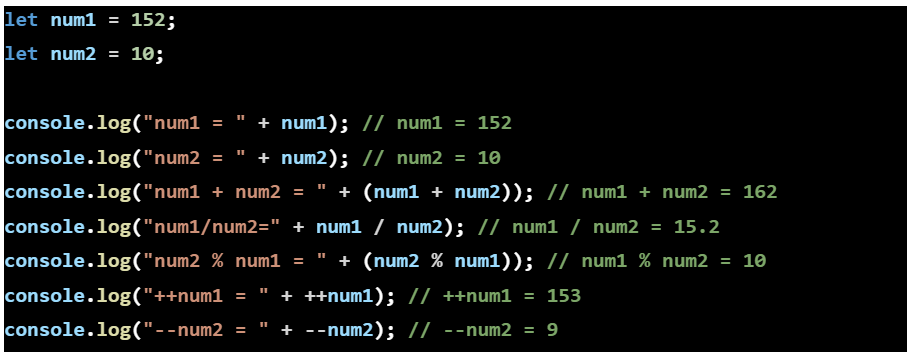 let num1 = 152;
let num2 = 10;
console.log("num1 = " + num1); // num1 = 152
console.log("num2 = " + num2); // num2 = 10
console.log("num1 + num2 = " + (num1 + num2)); // num1 + num2 = 162
console.log("num1/num2=" + num1 / num2); // num1 / num2 = 15.2
console.log("num2 % num1 = " + (num2 % num1)); // num1 % num2 = 10
console.log("++num1 = " + ++num1); // ++num1 = 153
console.log("--num2 = " + --num2); // --num2 = 9